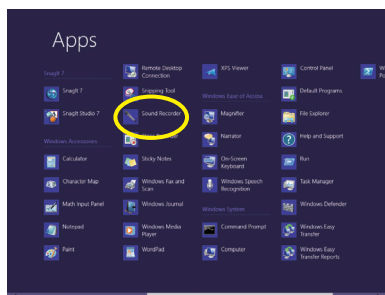 Apps
SnagIt 7
SnagIt 7
SnagIt Studio 7
Windows Accessories
Calculator
Character Map
Math Input Panel
Notepad
Paint
Remote Desktop
Connection
Snipping Tool
Sound Recorder
Sticky Notes
Windows Fax and
Scan
Windows Journal
Windows Media
Player
WordPad
XPS Viewer
Windows Ease of Access
Magnifier
Narrator
On-Screen
Keyboard
Windows Speech
Recognition
Windows System
Command Prompt
Computer
Control Panel
Default Programs
File Explorer
Help and Support
Run
Task Manager
Windows Defender
Windows Easy
Transfer
Windows Easy
Transfer Reports